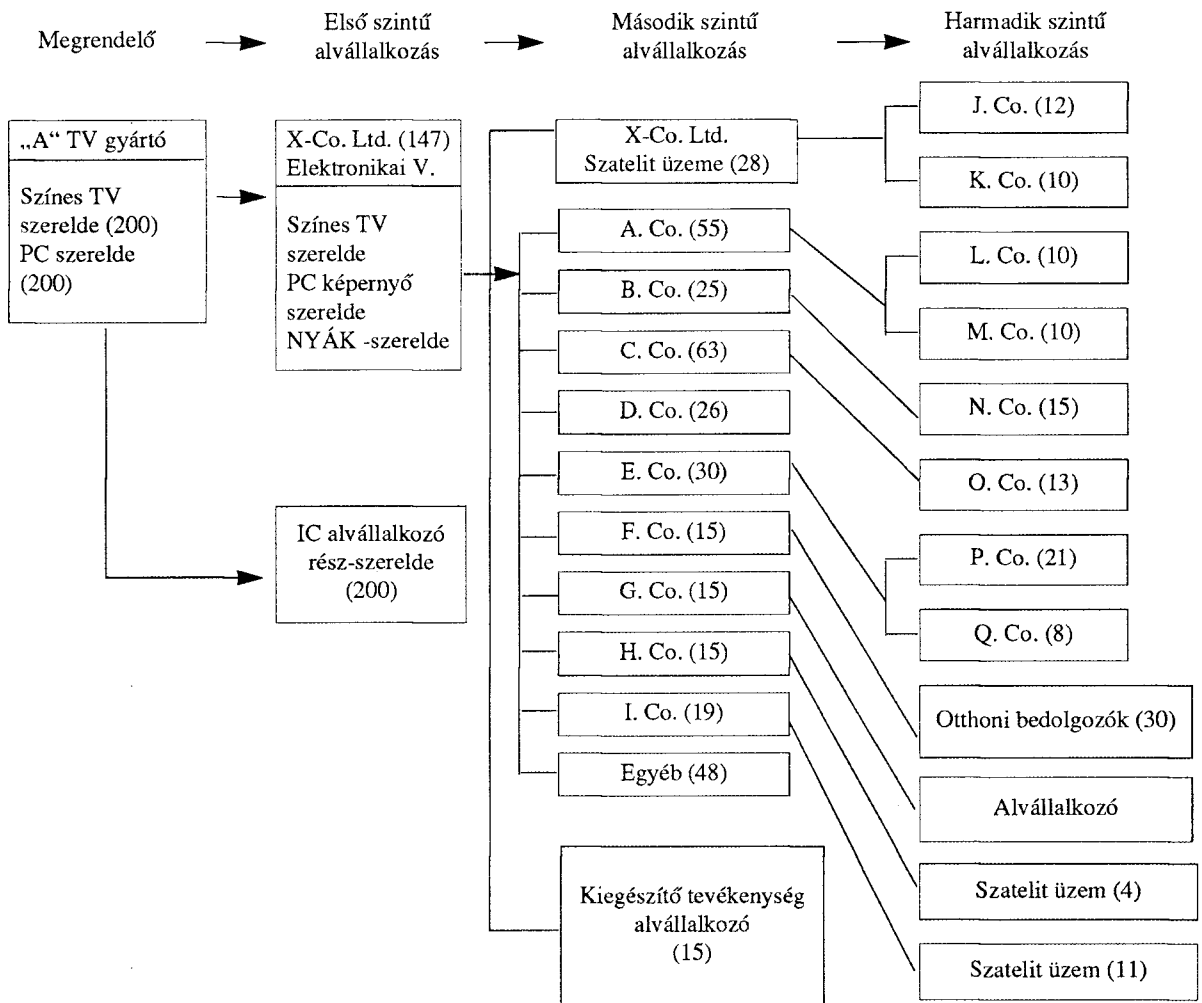 Megrendelő
Első szintű
alvállalkozás
Második szintű
alvállalkozás
Harmadik szintű
alvállalkozás
„A“ TV gyártó
Színes TV
szerelde (200)
PC szerelde
(200)
X-Co. Ltd. (147)
Elektronikai V.
Színes TV
szerelde
PC képernyő
szerelde
NYÁK -szerelde
IC alvállalkozó
rész-szerelde
(200)
X-Co. Ltd.
Szatelit üzeme (28)
A. Co. (55)
B. Co. (25)
C. Co. (63)
D. Co. (26)
E. Co. (30)
F. Co. (15)
G. Co. (15)
H. Co. (15)
I. Co. (19)
Egyéb (48)
Kiegészítő tevékenység
alvállalkozó
(15)
J. Co. (12)
K. Co. (10)
L. Co. (10)
M. Co. (10)
N. Co. (15)
O. Co. (13)
P. Co. (21)
Q. Co. (8)
Otthoni bedolgozók (30)
Alvállalkozó
Szatelit üzem (4)
Szatelit üzem (11)